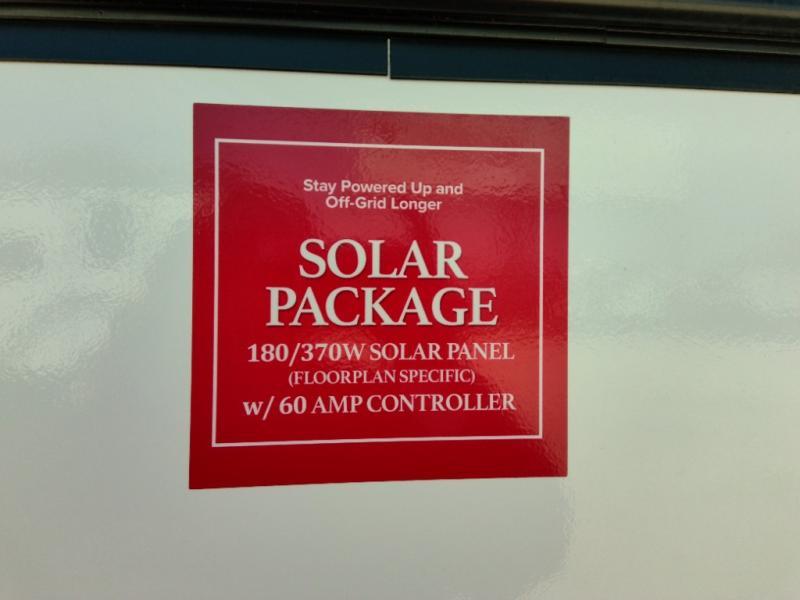 Stay Powered Up and
Off-Grid Longer
SOLAR
PACKAGE
180/370W SOLAR PANEL
(FLOORPLAN SPECIFIC)
w/ 60 AMP CONTROLLER